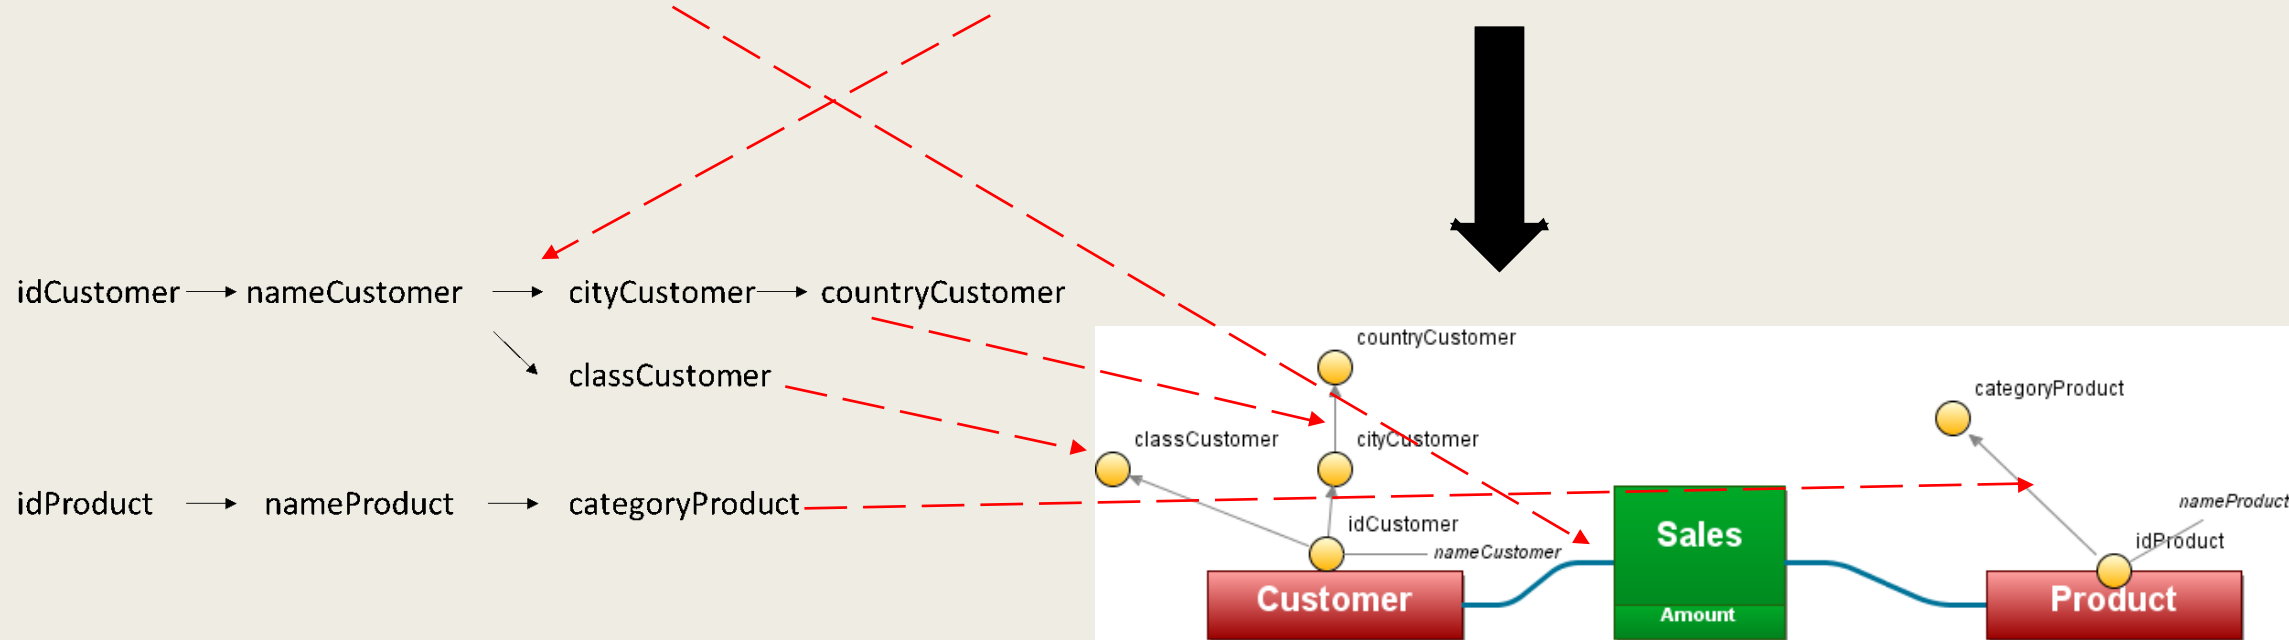 idCustomer nameCustomer cityCustomer countryCustomer
classCustomer
idProduct nameProduct categoryProduct
countryCustomer
categoryProduct
classCustomer cityCustomer
nameProduct
idCustomer
idProduct
nameCustomer
Sales
Customer
Product
Amount